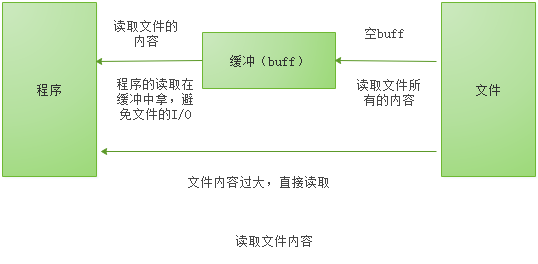 读取文件的
内容
空buff
程序
缓冲（buff）
文件
程序的读取在
缓冲中拿，避
免文件的I/O
读取文件所
有的内容
文件内容过大，直接读取
读取文件内容